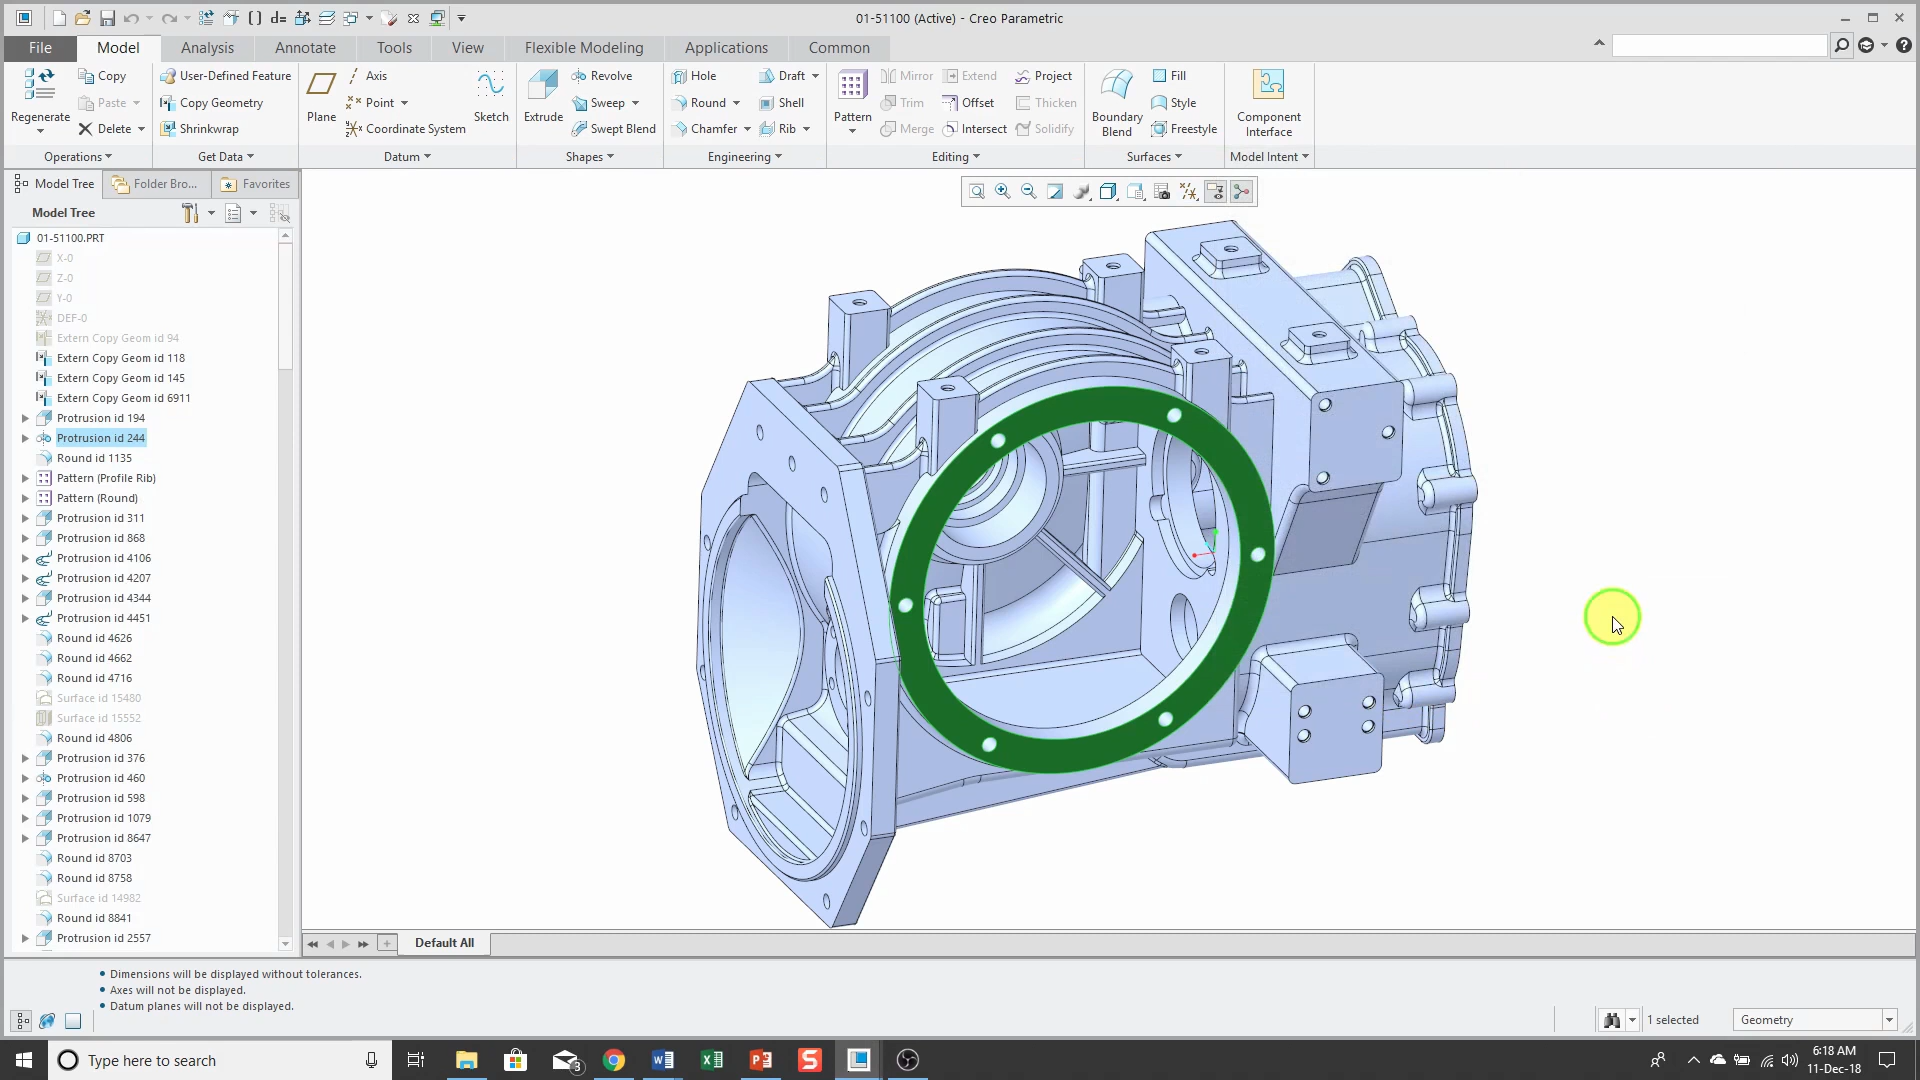 01-51100 (Active) - Creo Parametric
File
Model
Analysis
Annotate
Tools
View
Flexible Modeling
Applications
Common
Regenerate
Copy
Paste
Delete
Operations
User-Defined Feature
Copy Geometry
Shrinkwrap
Get Data
Plane
Axis
Point
Coordinate System
Sketch
Datum
Extrude
Revolve
Sweep
Swept Blend
Shapes
Hole
Round
Chamfer
Draft
Shell
Rib
Engineering
Pattern
Mirror
Trim
Merge
Extend
Offset
Intersect
Project
Thicken
Solidify
Editing
Boundary
Blend
Fill
Style
Freestyle
Surfaces
Component
Interface
Model Intent
Model Tree
Folder Bro...
Favorites
Model Tree
01-51100.PRT
X-0
Z-0
Y-0
DEF-0
Extern Copy Geom id 94
Extern Copy Geom id 118
Extern Copy Geom id 145
Extern Copy Geom id 6911
Protrusion id 194
Protrusion id 244
Round id 1135
Pattern (Profile Rib)
Pattern (Round)
Protrusion id 311
Protrusion id 868
Protrusion id 4106
Protrusion id 4207
Protrusion id 4344
Protrusion id 4451
Round id 4626
Round id 4662
Round id 4716
Surface id 15480
Surface id 15552
Round id 4806
Protrusion id 376
Protrusion id 460
Protrusion id 598
Protrusion id 1079
Protrusion id 8647
Round id 8703
Round id 8758
Surface id 14982
Round id 8841
Protrusion id 2557
Default All
• Dimensions will be displayed without tolerances.
• Axes will not be displayed.
• Datum planes will not be displayed.
1 selected
Geometry
Type here to search
3
6:18 AM
11-Dec-18